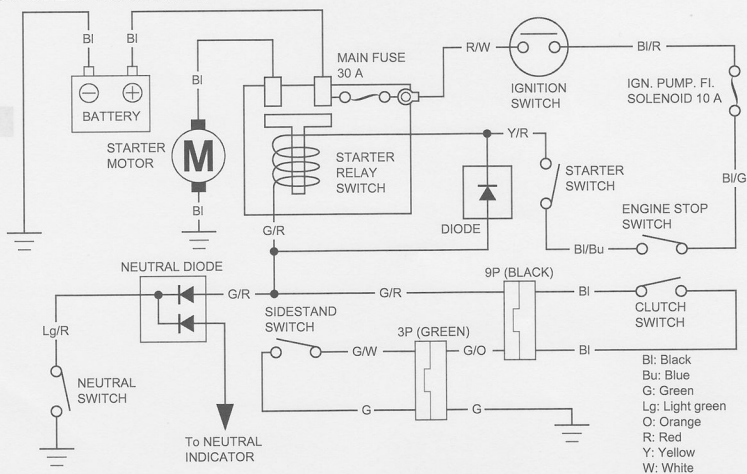 Bl
Bl
BATTERY
Bl
STARTER
MOTOR
M
Bl
MAIN FUSE
30 A
R/W
IGNITION
SWITCH
Bl/R
IGN. PUMP. FI.
SOLENOID 10 A
Y/R
STARTER
RELAY
SWITCH
STARTER
SWITCH
Bl/G
G/R
DIODE
ENGINE STOP
SWITCH
Bl/Bu
NEUTRAL DIODE
9P (BLACK)
G/R
G/R
Bl
CLUTCH
SWITCH
SIDESTAND
SWITCH
3P (GREEN)
Lg/R
G/W
G/O
Bl
NEUTRAL
SWITCH
G
G
To NEUTRAL
INDICATOR
Bl: Black
Bu: Blue
G: Green
Lg: Light green
O: Orange
R: Red
Y: Yellow
W: White